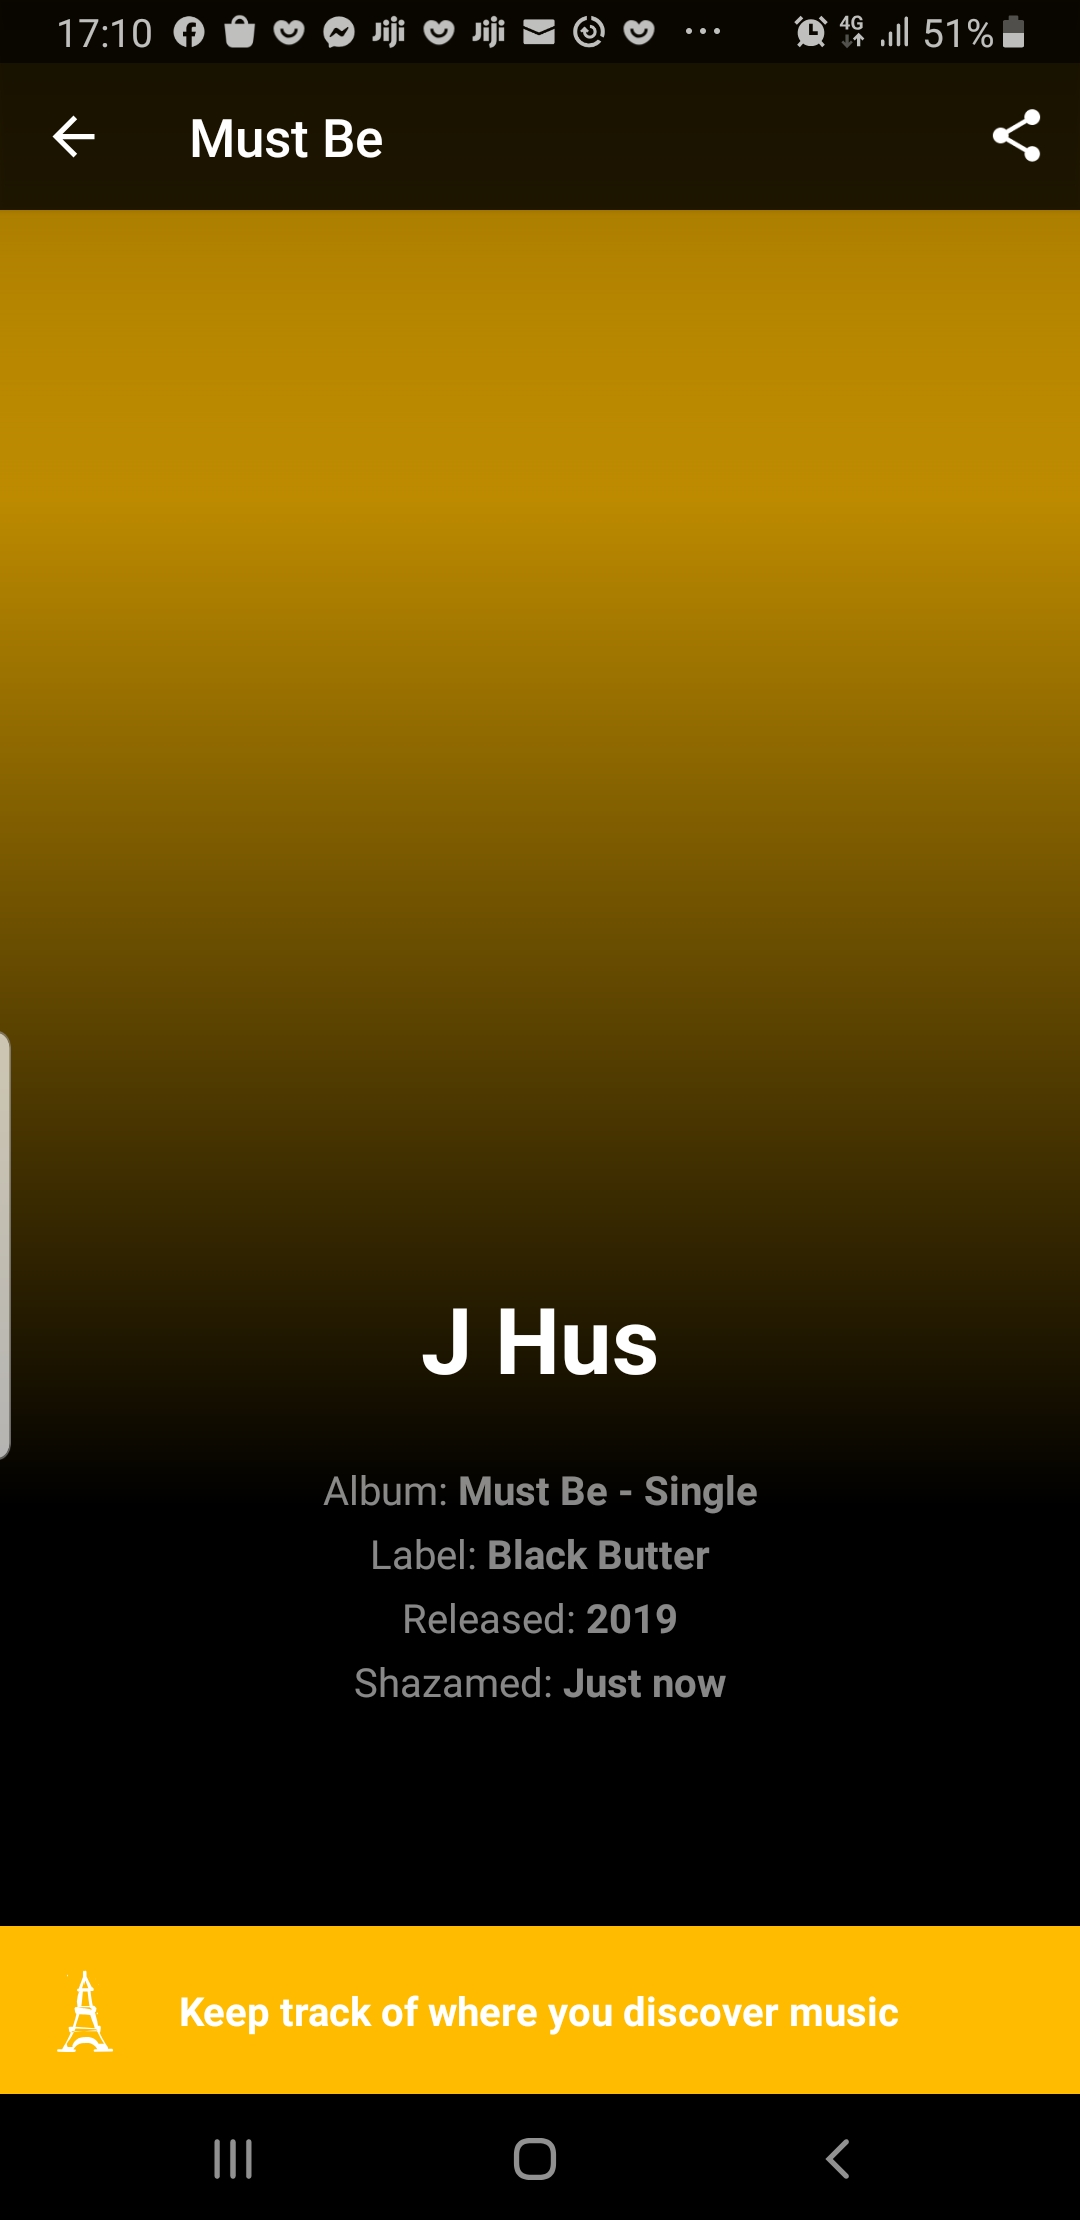 17:10 Jiji Jiji 4G 51%
Must Be
J Hus
Album: Must Be - Single
Label: Black Butter
Released: 2019
Shazamed: Just now
Keep track of where you discover music